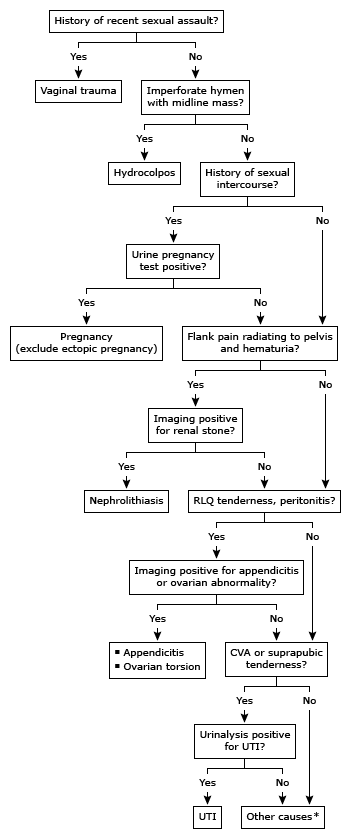 History of recent sexual assault?
Yes
No
Vaginal trauma
Imperforate hymen
with midline mass?
Yes
No
Hydrocolpos
History of sexual
intercourse?
Yes
No
Urine pregnancy
test positive?
Yes
No
Pregnancy
(exclude ectopic pregnancy)
Flank pain radiating to pelvis
and hematuria?
Yes
No
Imaging positive
for renal stone?
Yes
No
Nephrolithiasis
RLQ tenderness, peritonitis?
Yes
No
Imaging positive for appendicitis
or ovarian abnormality?
Yes
No
▪ Appendicitis
▪ Ovarian torsion
CVA or suprapubic
tenderness?
Yes
No
Urinalysis positive
for UTI?
Yes
No
UTI
Other causes*